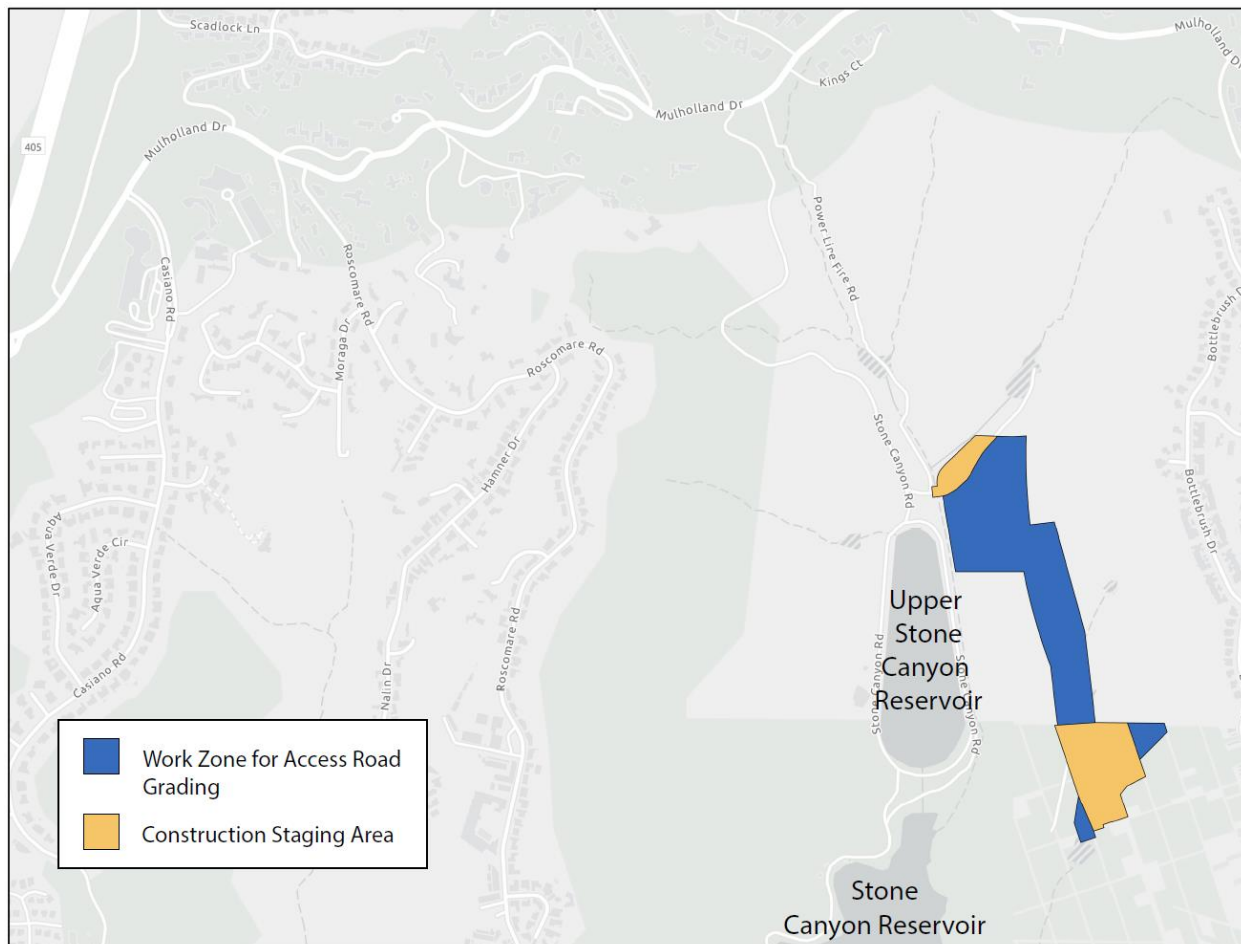 Scadlock Ln
Mulholland Dr
Kings Ct
Mulholland Dr
405
Mulholland Dr
Casiano Rd
Roscomare Rd
Power Line Fire Rd
Bottlebrush D
Moraga Dr
Roscomare Rd
Stone Canyon Rd
Hamner Dr
Bottlebrush Dr
Aqua Verde Dr
Aqua Verde Cir
Upper
Stone
Canyon
Reservoir
Stone Canyon Rd
Stone Canyon Rd
Casiano Rd
Nalin Dr
Roscomare Rd
Work Zone for Access Road
Grading
Construction Staging Area
Stone
Canyon Reservoir